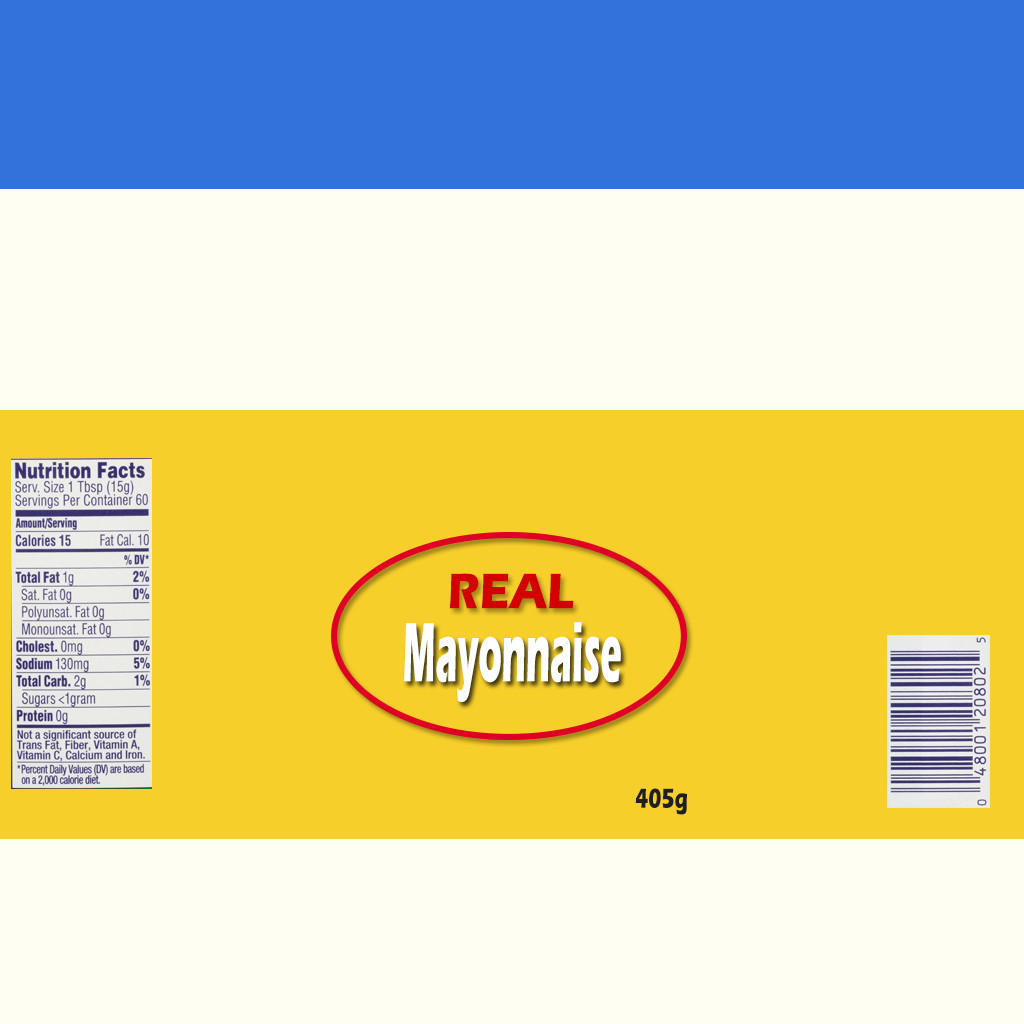 Nutrition Facts
Serv. Size 1 Tbsp (15g)
Servings Per Container 60
Amount/Serving
Calories 15 Fat Cal. 10
% DV*
Total Fat 1g 2%
Sat. Fat 0g 0%
Polyunsat. Fat 0g
Monounsat. Fat 0g
Cholest. 0mg 0%
Sodium 130mg 5%
Total Carb. 2g 1%
Sugars <1gram
Protein 0g
Not a significant source of
Trans Fat, Fiber, Vitamin A,
Vitamin C, Calcium and Iron.
*Percent Daily Values (DV) are based
on a 2,000 calorie diet.
REAL
Mayonnaise
405g
0 48001 20802 5